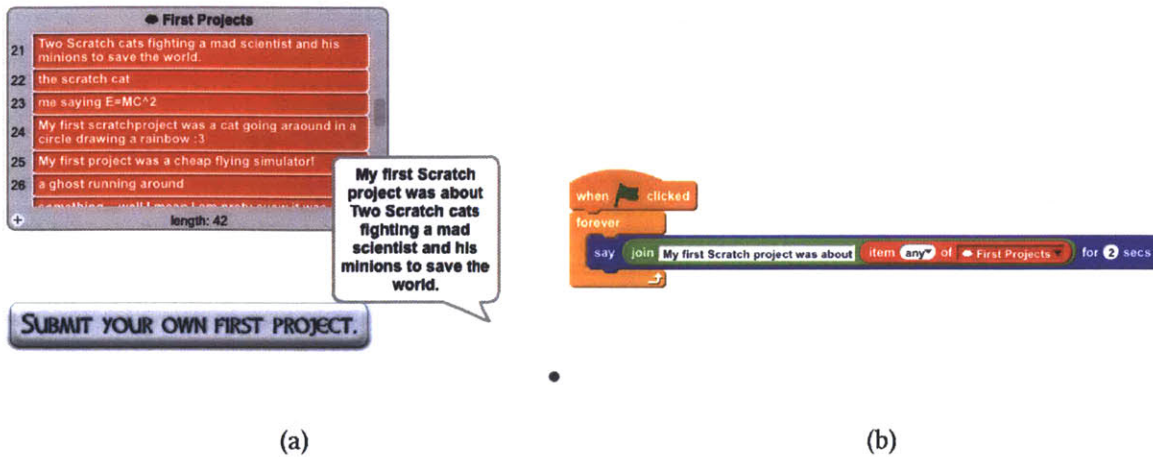 First Projects
21 Two Scratch cats fighting a mad scientist and his
minions to save the world.
22 the scratch cat
23 me saying E=MC^2
24 My first scratchproject was a cat going araound in a
circle drawing a rainbow :3
25 My first project was a cheap flying simulator!
26 a ghost running around
+ length: 42
My first Scratch
project was about
Two Scratch cats
fighting a mad
scientist and his
minions to save the
world.
SUBMIT YOUR OWN FIRST PROJECT.
(a)
when clicked
forever
say join My first Scratch project was about item any of First Projects for 2 secs
(b)